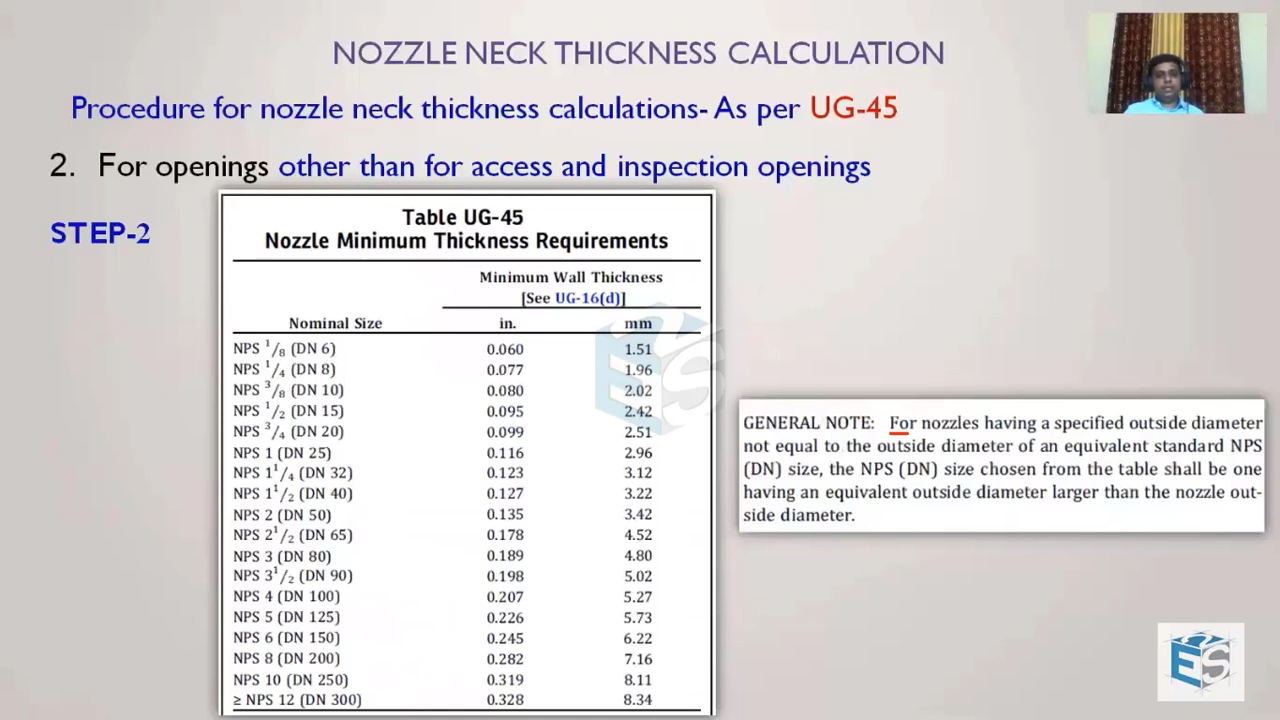 NOZZLE NECK THICKNESS CALCULATION
Procedure for nozzle neck thickness calculations- As per UG-45
2. For openings other than for access and inspection openings
STEP-2
Table UG-45
Nozzle Minimum Thickness Requirements
Minimum Wall Thickness
[See UG-16(d)]
Nominal Size in. mm
NPS 1/8 (DN 6) 0.060 1.51
NPS 1/4 (DN 8) 0.077 1.96
NPS 3/8 (DN 10) 0.080 2.02
NPS 1/2 (DN 15) 0.095 2.42
NPS 3/4 (DN 20) 0.099 2.51
NPS 1 (DN 25) 0.116 2.96
NPS 1 1/4 (DN 32) 0.123 3.12
NPS 1 1/2 (DN 40) 0.127 3.22
NPS 2 (DN 50) 0.135 3.42
NPS 2 1/2 (DN 65) 0.178 4.52
NPS 3 (DN 80) 0.189 4.80
NPS 3 1/2 (DN 90) 0.198 5.02
NPS 4 (DN 100) 0.207 5.27
NPS 5 (DN 125) 0.226 5.73
NPS 6 (DN 150) 0.245 6.22
NPS 8 (DN 200) 0.282 7.16
NPS 10 (DN 250) 0.319 8.11
≥ NPS 12 (DN 300) 0.328 8.34
GENERAL NOTE: For nozzles having a specified outside diameter
not equal to the outside diameter of an equivalent standard NPS
(DN) size, the NPS (DN) size chosen from the table shall be one
having an equivalent outside diameter larger than the nozzle out-
side diameter.
ES